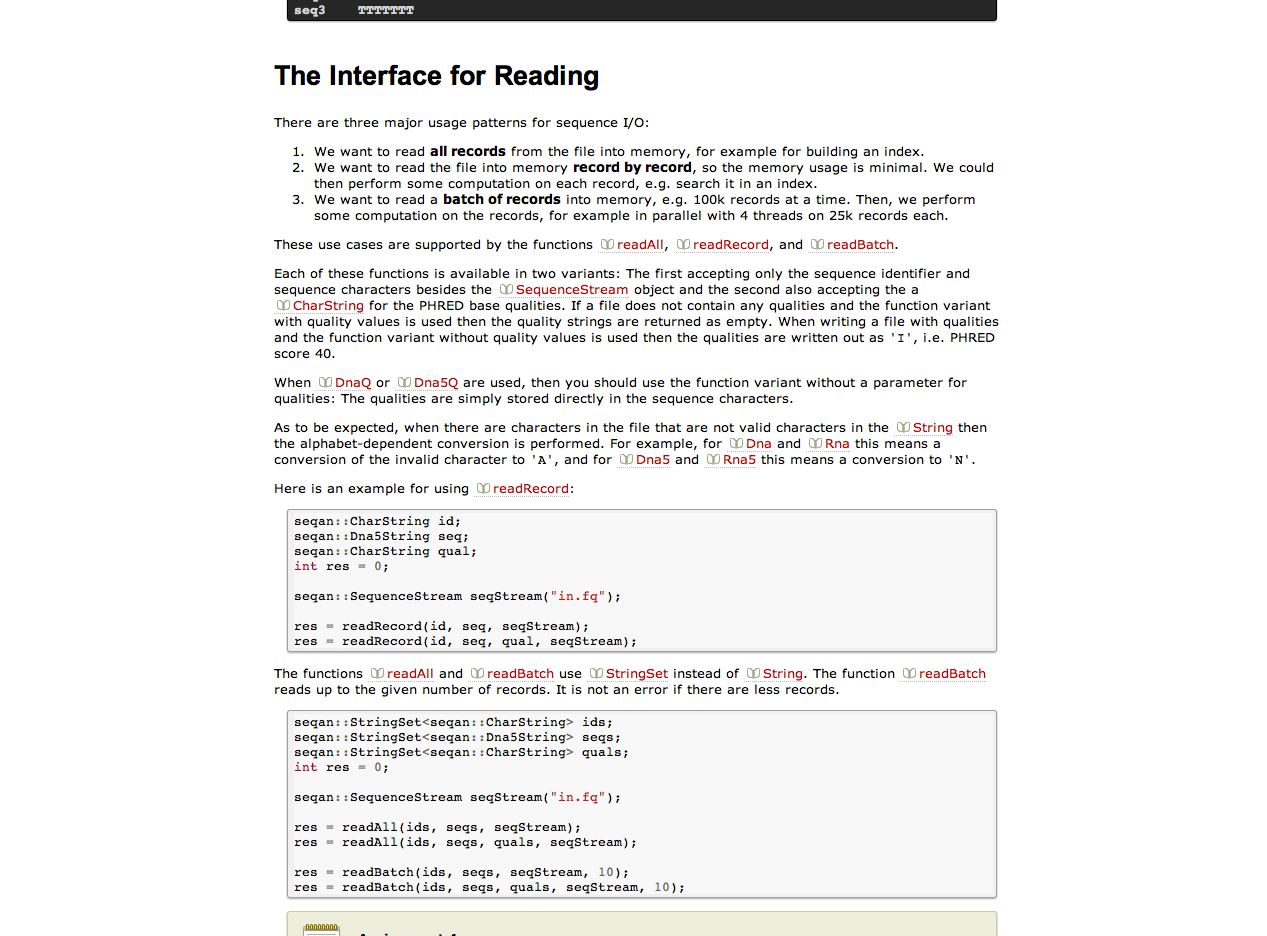 seq3 TTTTTTT
The Interface for Reading
There are three major usage patterns for sequence I/O:
1. We want to read all records from the file into memory, for example for building an index.
2. We want to read the file into memory record by record, so the memory usage is minimal. We could
then perform some computation on each record, e.g. search it in an index.
3. We want to read a batch of records into memory, e.g. 100k records at a time. Then, we perform
some computation on the records, for example in parallel with 4 threads on 25k records each.
These use cases are supported by the functions readAll, readRecord, and readBatch.
Each of these functions is available in two variants: The first accepting only the sequence identifier and
sequence characters besides the SequenceStream object and the second also accepting the a
CharString for the PHRED base qualities. If a file does not contain any qualities and the function variant
with quality values is used then the quality strings are returned as empty. When writing a file with qualities
and the function variant without quality values is used then the qualities are written out as 'I', i.e. PHRED
score 40.
When DnaQ or Dna5Q are used, then you should use the function variant without a parameter for
qualities: The qualities are simply stored directly in the sequence characters.
As to be expected, when there are characters in the file that are not valid characters in the String then
the alphabet-dependent conversion is performed. For example, for Dna and Rna this means a
conversion of the invalid character to 'A', and for Dna5 and Rna5 this means a conversion to 'N'.
Here is an example for using readRecord:
seqan::CharString id;
seqan::Dna5String seq;
seqan::CharString qual;
int res = 0;
seqan::SequenceStream seqStream("in.fq");
res = readRecord(id, seq, seqStream);
res = readRecord(id, seq, qual, seqStream);
The functions readAll and readBatch use StringSet instead of String. The function readBatch
reads up to the given number of records. It is not an error if there are less records.
seqan::StringSet<seqan::CharString> ids;
seqan::StringSet<seqan::Dna5String> seqs;
seqan::StringSet<seqan::CharString> quals;
int res = 0;
seqan::SequenceStream seqStream("in.fq");
res = readAll(ids, seqs, seqStream);
res = readAll(ids, seqs, quals, seqStream);
res = readBatch(ids, seqs, seqStream, 10);
res = readBatch(ids, seqs, quals, seqStream, 10);